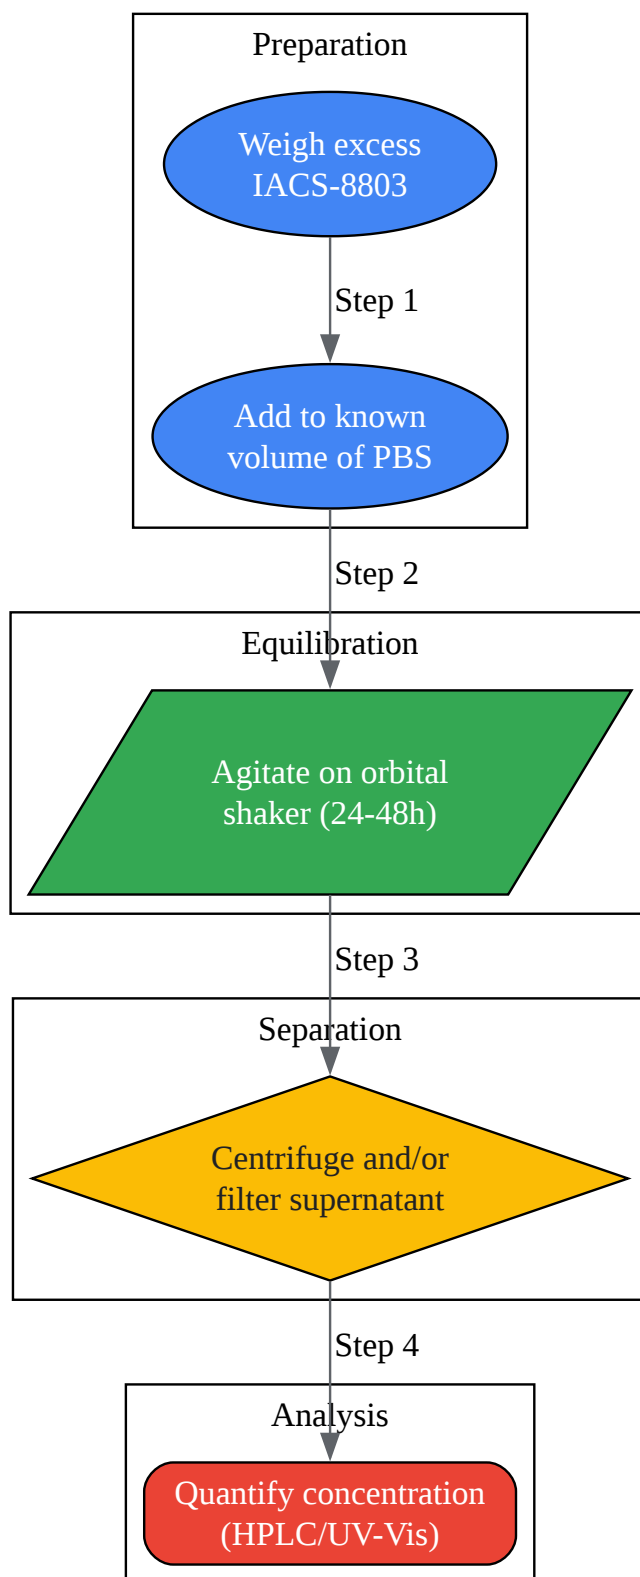 Preparation
Weigh excess
IACS-8803
Step 1
Add to known
volume of PBS
Step 2
Equilibration
Agitate on orbital
shaker (24-48h)
Step 3
Separation
Centrifuge and/or
filter supernatant
Step 4
Analysis
Quantify concentration
(HPLC/UV-Vis)